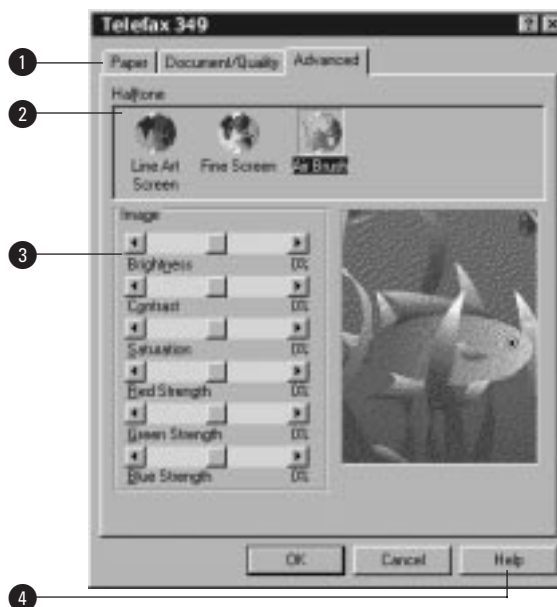 Telefax 349
1
Paper Document/Quality Advanced
Halftone
2
Line Art Screen Fine Screen Air Brush
Image
3
Brightness 0%
Contrast 0%
Saturation 0%
Red Strength 0%
Green Strength 0%
Blue Strength 0%
OK Cancel Help
4